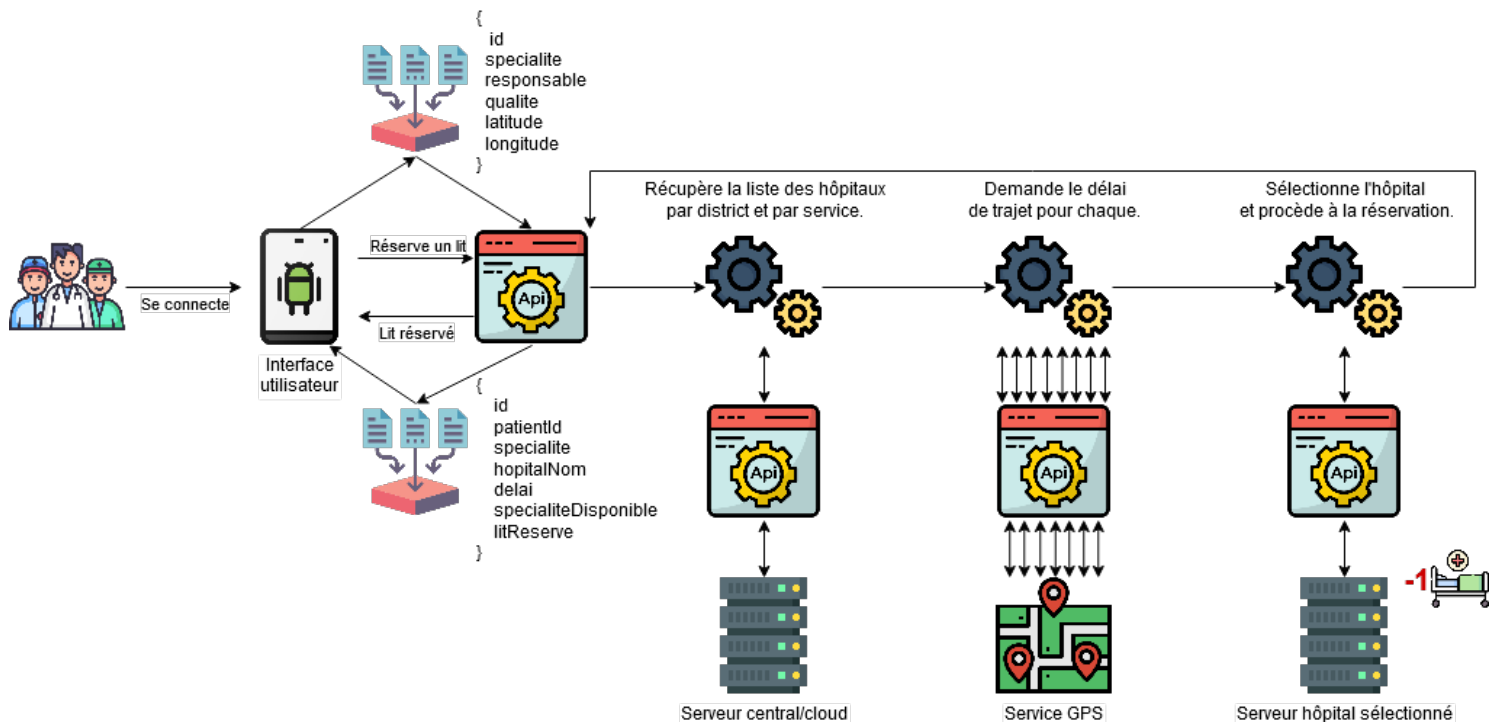 {
id
specialite
responsable
qualite
latitude
longitude
}
Récupère la liste des hôpitaux
par district et par service.
Demande le délai
de trajet pour chaque.
Sélectionne l'hôpital
et procède à la réservation.
Se connecte
Réserve un lit
Api
Lit réservé
Interface
utilisateur
{
id
patientId
specialite
hopitalNom
delai
specialiteDisponible
litReserve
}
Api
Api
Api
-1
Serveur central/cloud
Service GPS
Serveur hôpital sélectionné